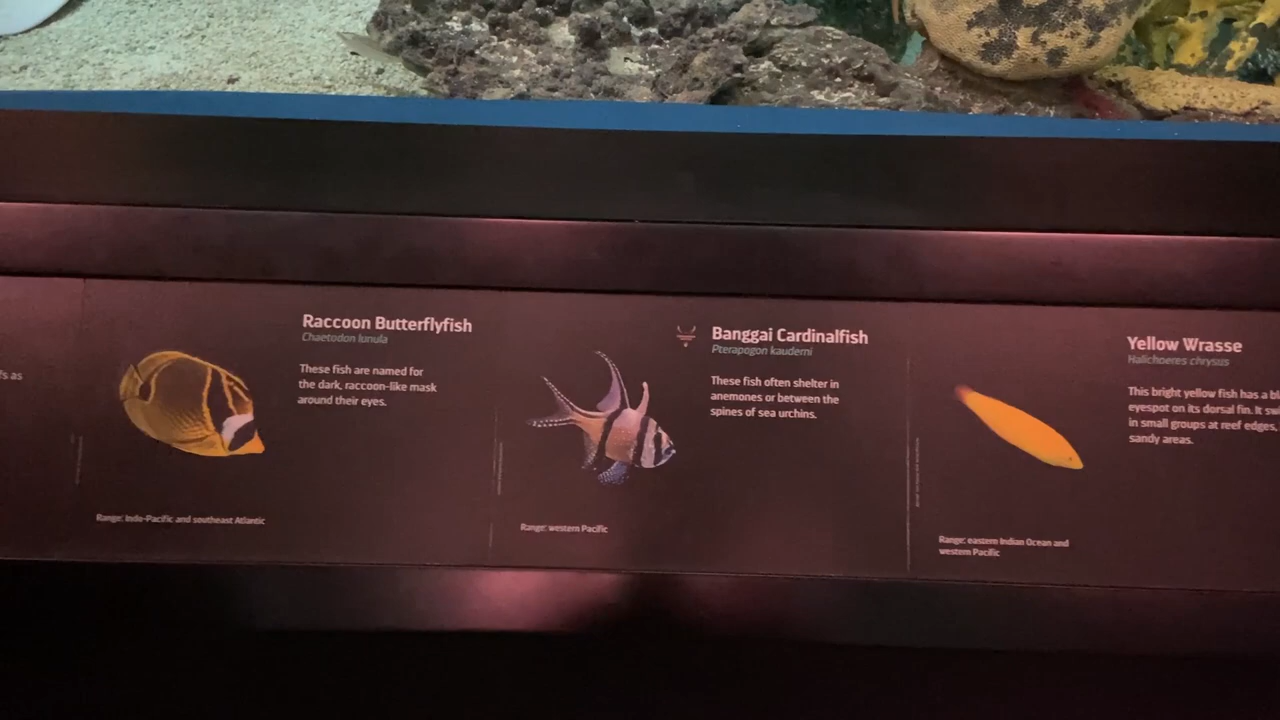 fs as
Raccoon Butterflyfish
Chaetodon lunula
These fish are named for
the dark, raccoon-like mask
around their eyes.
Range: Indo-Pacific and southeast Atlantic
Banggai Cardinalfish
Pterapogon kauderni
These fish often shelter in
anemones or between the
spines of sea urchins.
Range: western Pacific
Yellow Wrasse
Halichoeres chrysus
This bright yellow fish has a bl
eyespot on its dorsal fin. It sw
in small groups at reef edges,
sandy areas.
Range: eastern Indian Ocean and
western Pacific